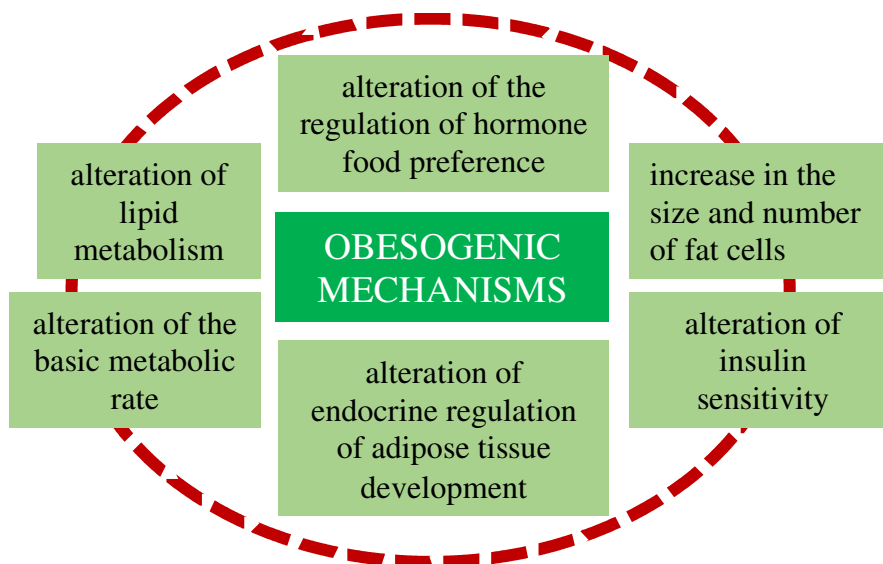 alteration of the
regulation of hormone
food preference
alteration of
lipid
metabolism
increase in the
size and number
of fat cells
OBESOGENIC
MECHANISMS
alteration of the
basic metabolic
rate
alteration of
insulin
sensitivity
alteration of
endocrine regulation
of adipose tissue
development